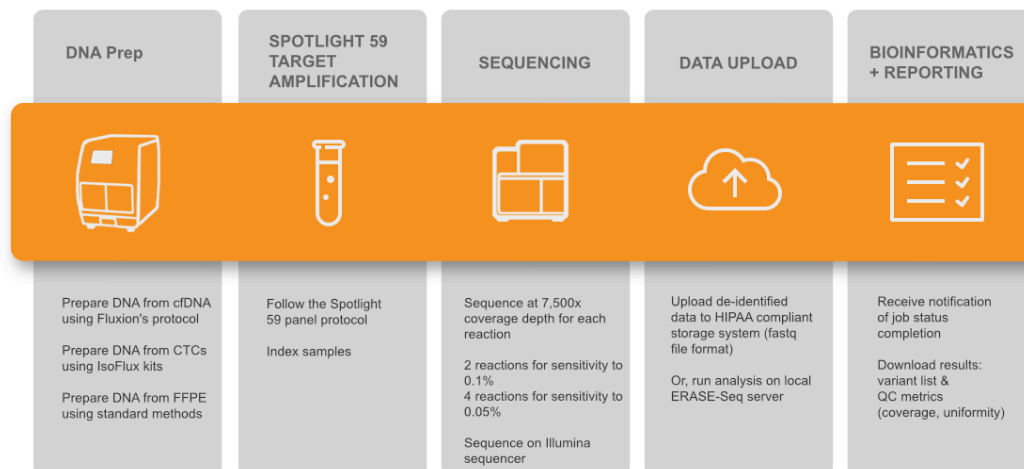 DNA Prep
SPOTLIGHT 59
TARGET
AMPLIFICATION
SEQUENCING
DATA UPLOAD
BIOINFORMATICS
+ REPORTING
Prepare DNA from cfDNA
using Fluxion's protocol
Prepare DNA from CTCs
using IsoFlux kits
Prepare DNA from FFPE
using standard methods
Follow the Spotlight
59 panel protocol
Index samples
Sequence at 7,500x
coverage depth for each
reaction
2 reactions for sensitivity to
0.1%
4 reactions for sensitivity to
0.05%
Sequence on Illumina
sequencer
Upload de-identified
data to HIPAA compliant
storage system (fastq
file format)
Or, run analysis on local
ERASE-Seq server
Receive notification
of job status
completion
Download results:
variant list &
QC metrics
(coverage, uniformity)